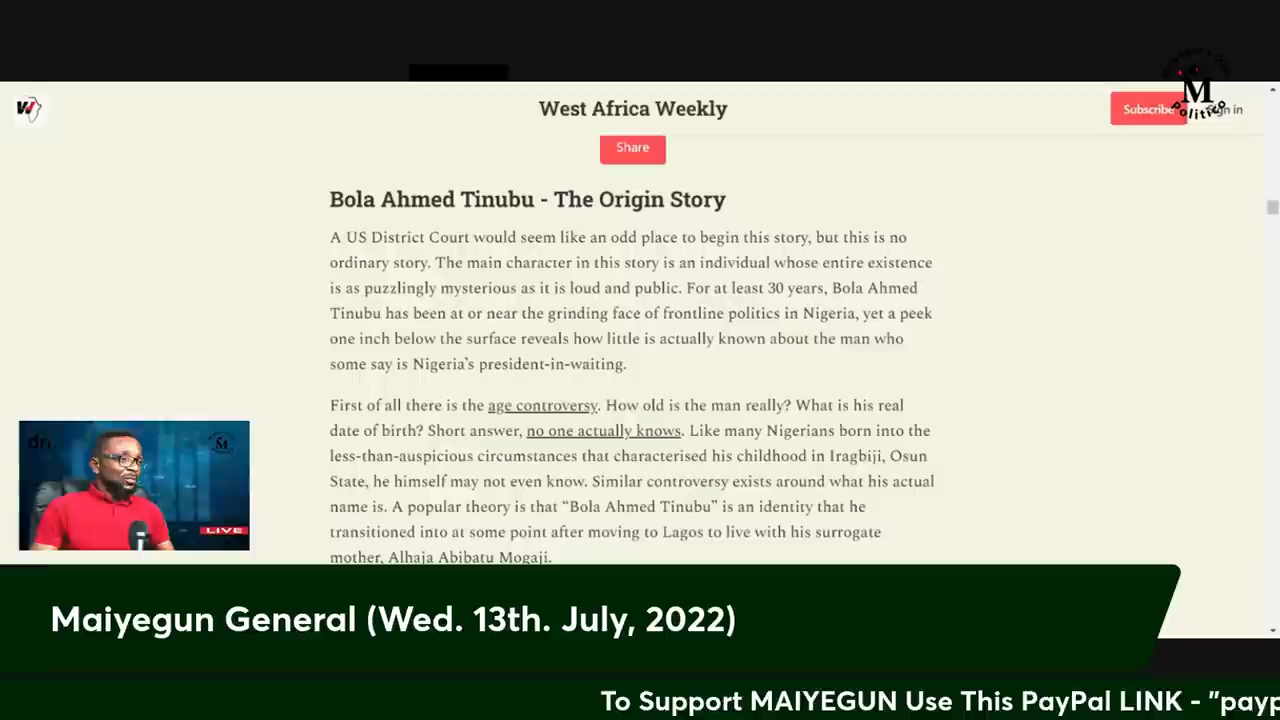 West Africa Weekly
Subscribe
Sign in
M
Politico
Share
Bola Ahmed Tinubu - The Origin Story
A US District Court would seem like an odd place to begin this story, but this is no
ordinary story. The main character in this story is an individual whose entire existence
is as puzzlingly mysterious as it is loud and public. For at least 30 years, Bola Ahmed
Tinubu has been at or near the grinding face of frontline politics in Nigeria, yet a peek
one inch below the surface reveals how little is actually known about the man who
some say is Nigeria’s president-in-waiting.
First of all there is the age controversy. How old is the man really? What is his real
date of birth? Short answer, no one actually knows. Like many Nigerians born into the
less-than-auspicious circumstances that characterised his childhood in Iragbiji, Osun
State, he himself may not even know. Similar controversy exists around what his actual
name is. A popular theory is that “Bola Ahmed Tinubu” is an identity that he
transitioned into at some point after moving to Lagos to live with his surrogate
mother, Alhaja Abibatu Mogaji.
M
LIVE
Maiyegun General (Wed. 13th. July, 2022)
To Support MAIYEGUN Use This PayPal LINK - "payp